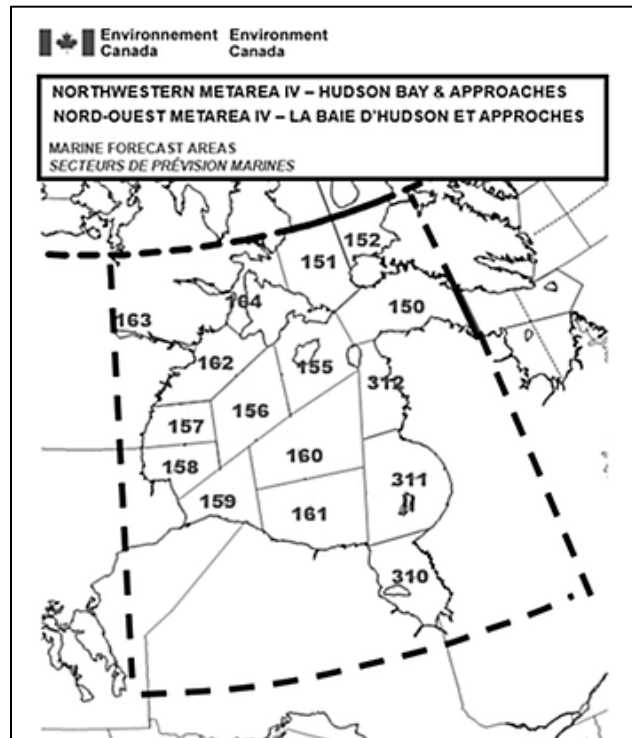 Environnement Environment
Canada Canada
NORTHWESTERN METAREA IV – HUDSON BAY & APPROACHES
NORD-OUEST METAREA IV – LA BAIE D'HUDSON ET APPROCHES
MARINE FORECAST AREAS
SECTEURS DE PRÉVISION MARINES
152
151
164
150
163
162
155
312
156
157
160
158
311
159
161
310